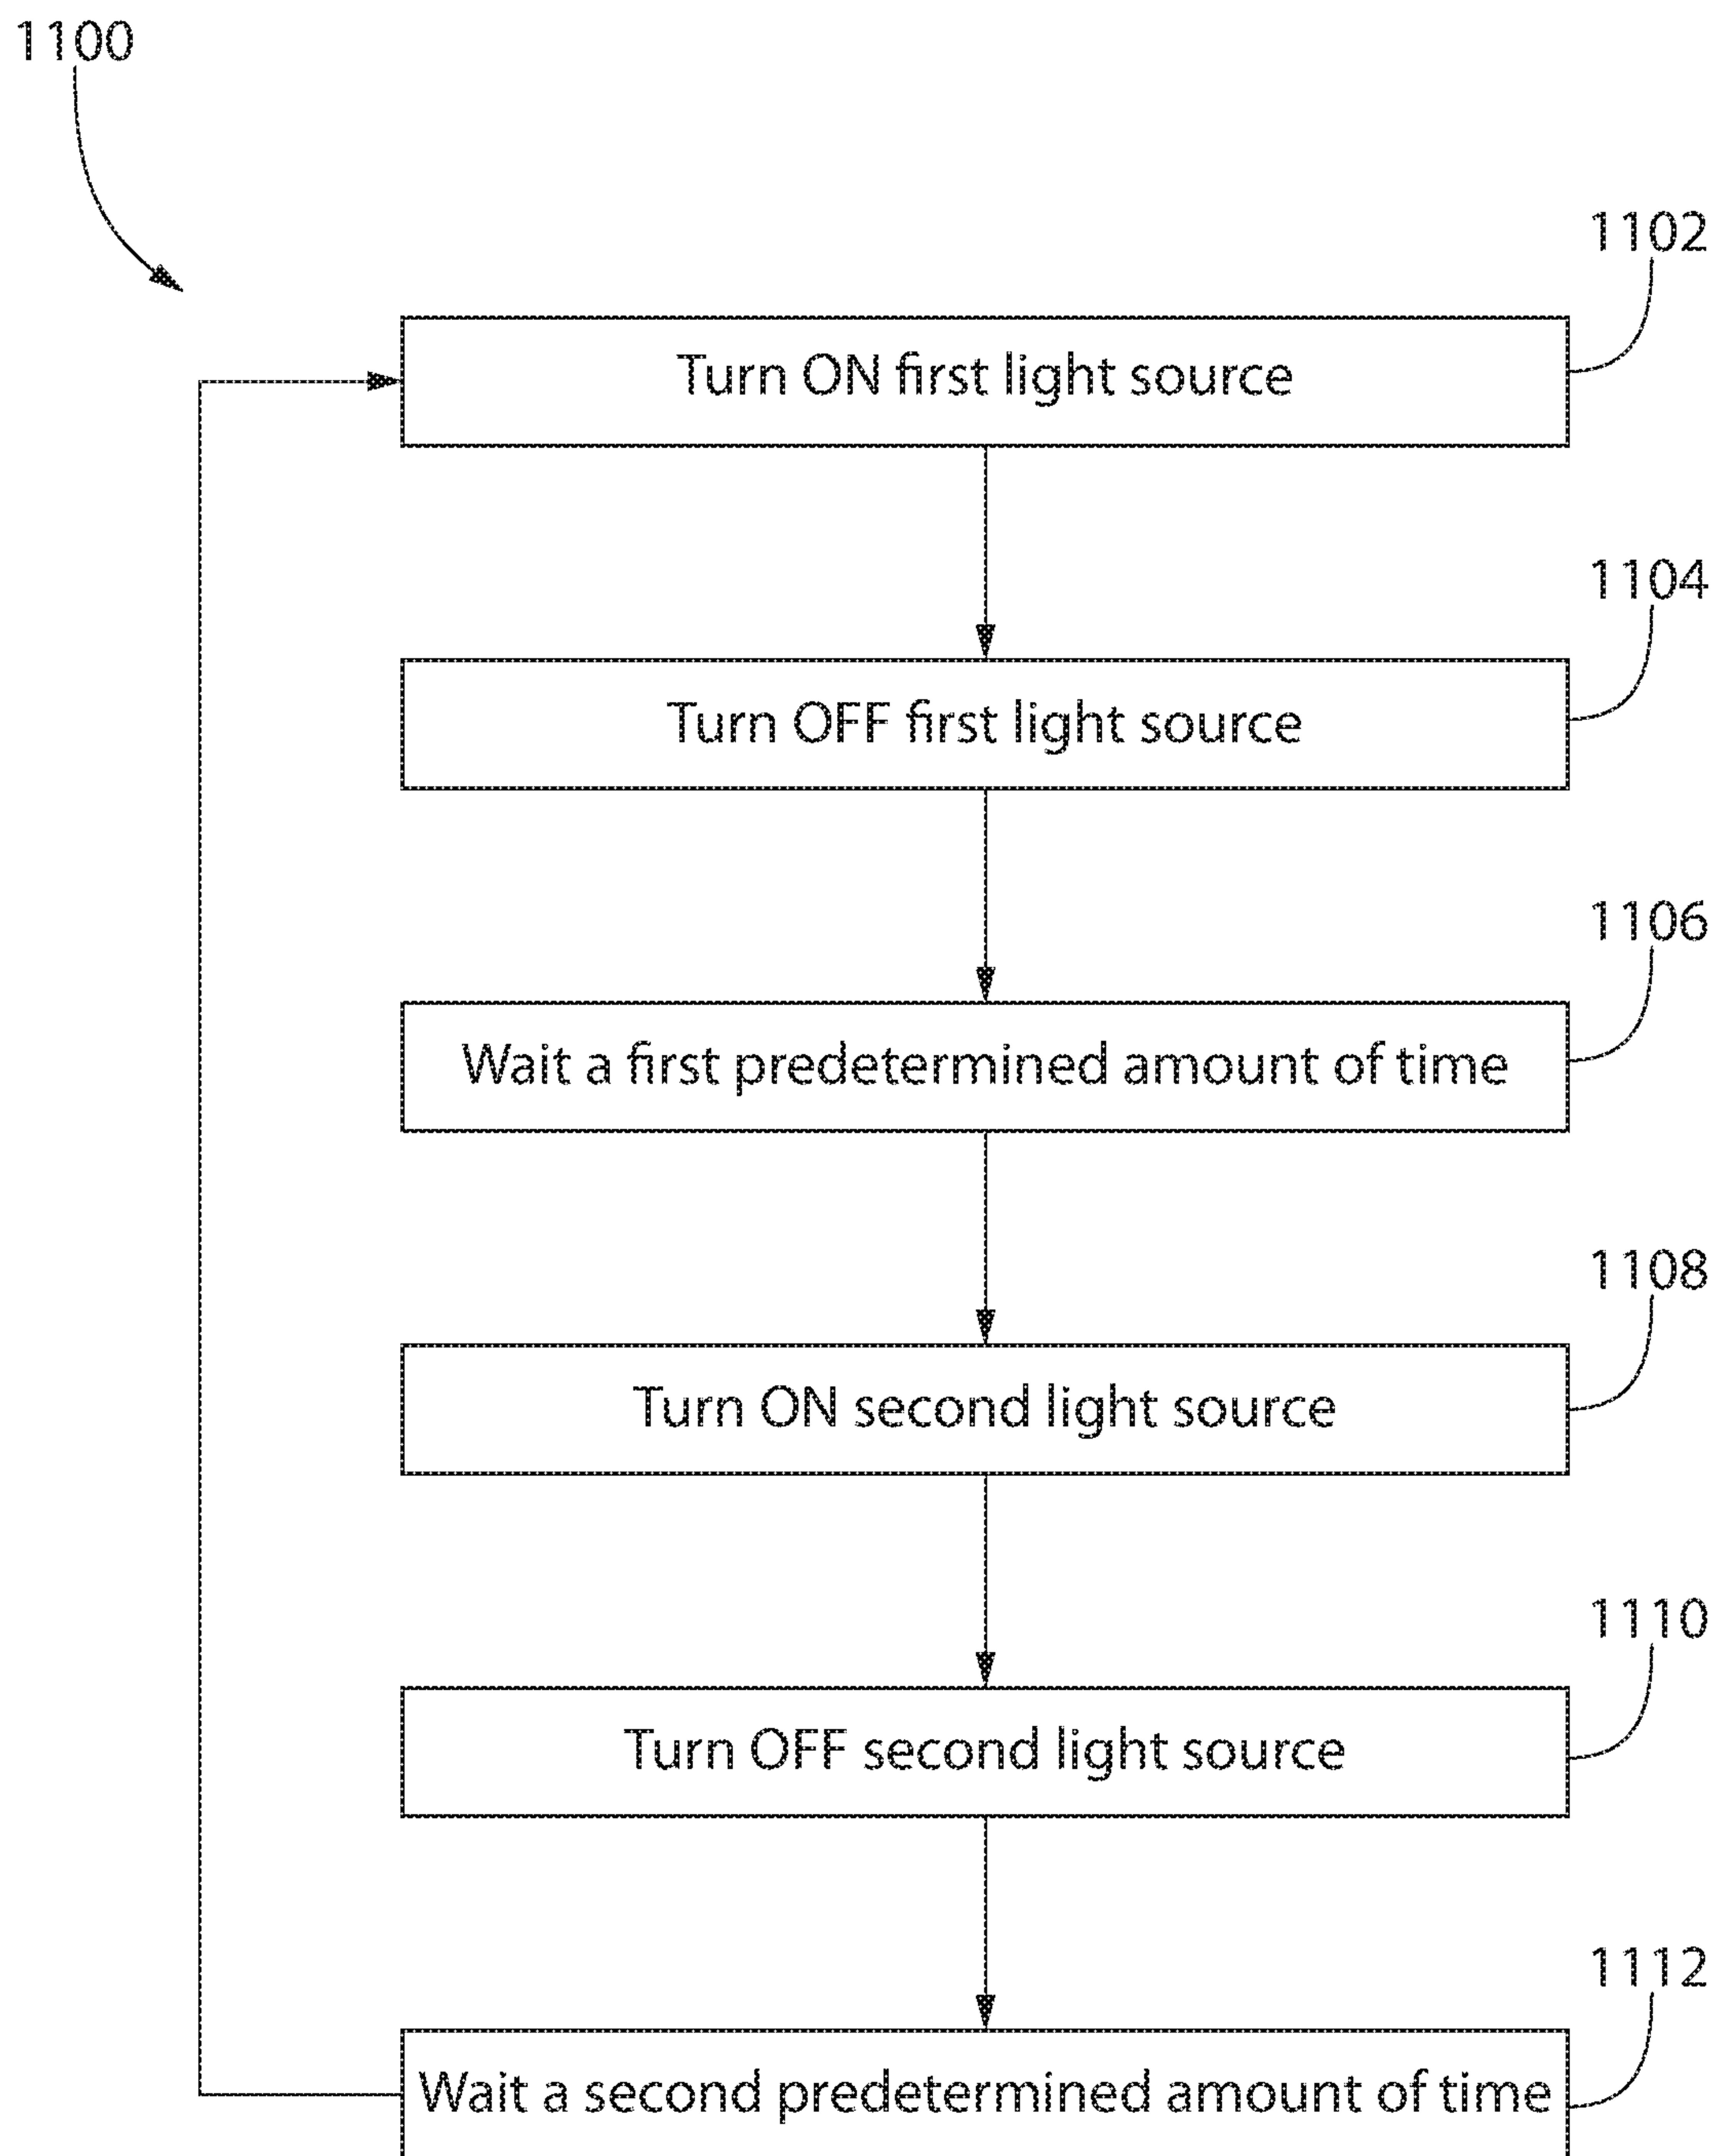 1100
1102
Turn ON first light source
1104
Turn OFF first light source
1106
Wait a first predetermined amount of time
1108
Turn ON second light source
1110
Turn OFF second light source
1112
Wait a second predetermined amount of time